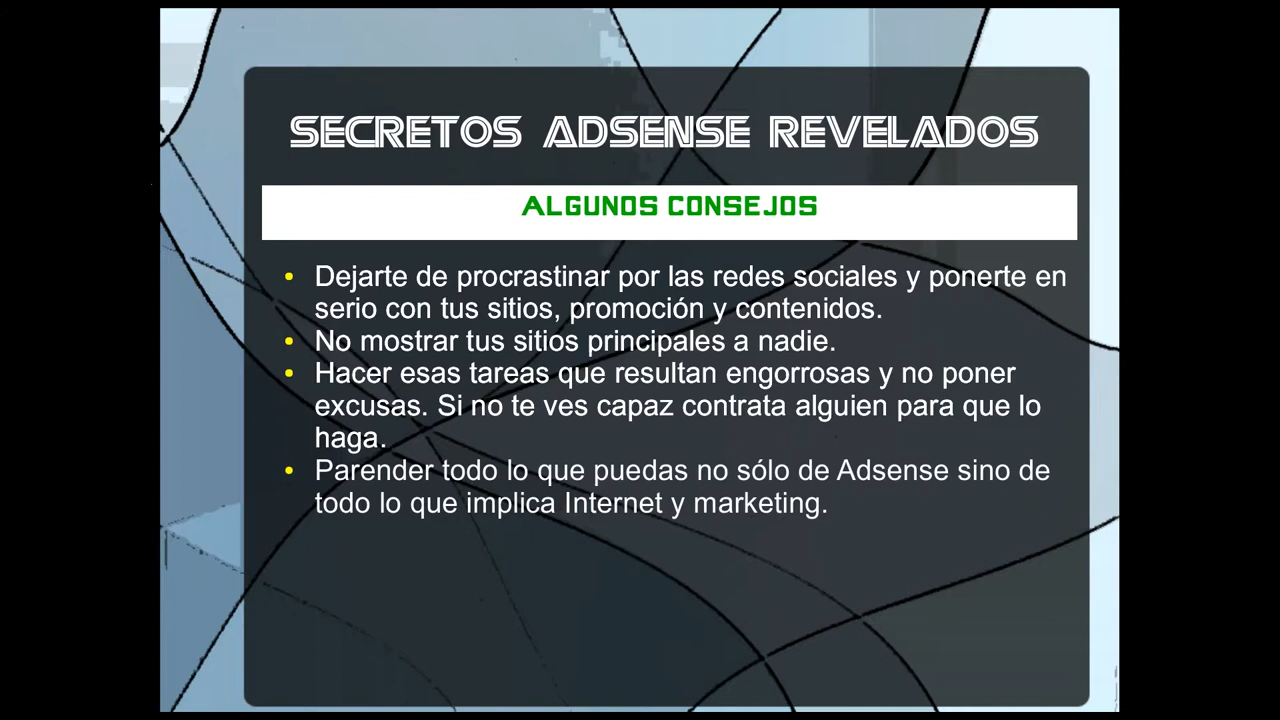 SECRETOS ADSENSE REVELADOS
ALGUNOS CONSEJOS
• Dejarte de procrastinar por las redes sociales y ponerte en
serio con tus sitios, promoción y contenidos.
• No mostrar tus sitios principales a nadie.
• Hacer esas tareas que resultan engorrosas y no poner
excusas. Si no te ves capaz contrata alguien para que lo
haga.
• Parender todo lo que puedas no sólo de Adsense sino de
todo lo que implica Internet y marketing.